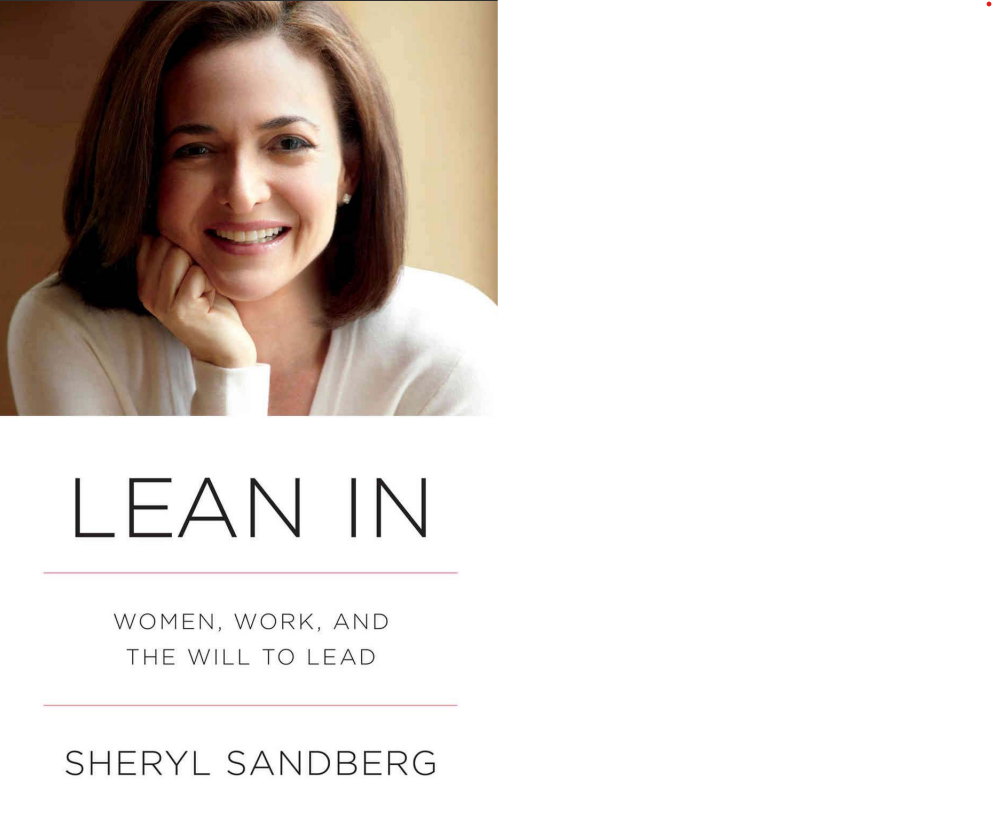 LEAN IN
WOMEN, WORK, AND
THE WILL TO LEAD
SHERYL SANDBERG